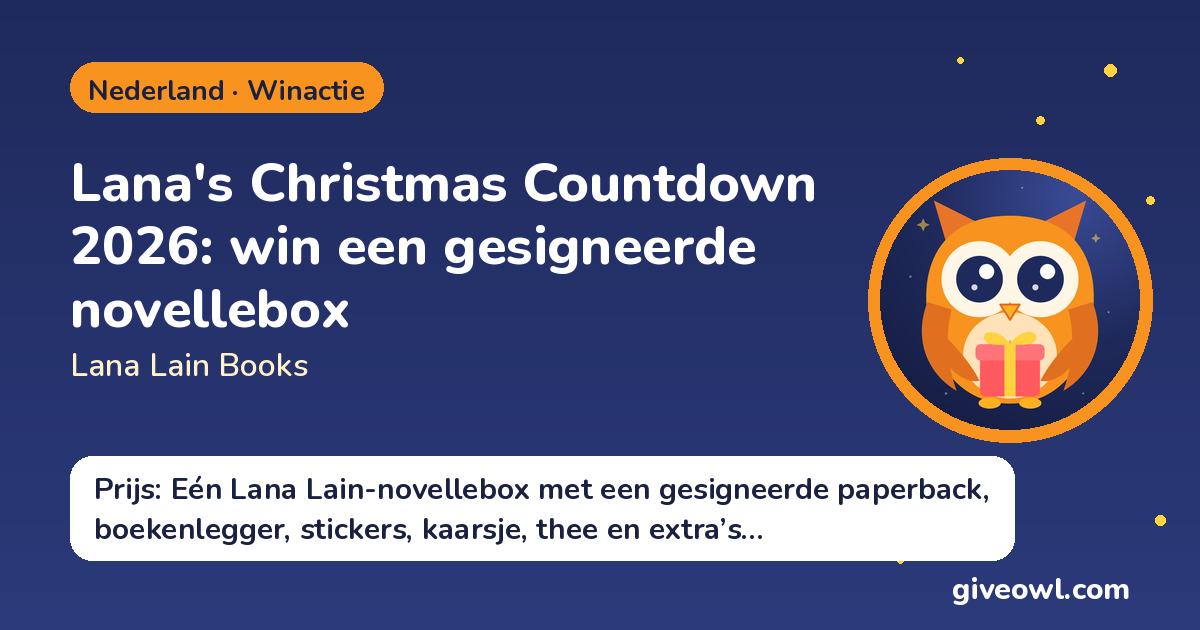 Nederland · Winactie
Lana's Christmas Countdown
2026: win een gesigneerde
novellebox
Lana Lain Books
Prijs: Eén Lana Lain-novellebox met een gesigneerde paperback,
boekenlegger, stickers, kaarsje, thee en extra’s...
giveowl.com